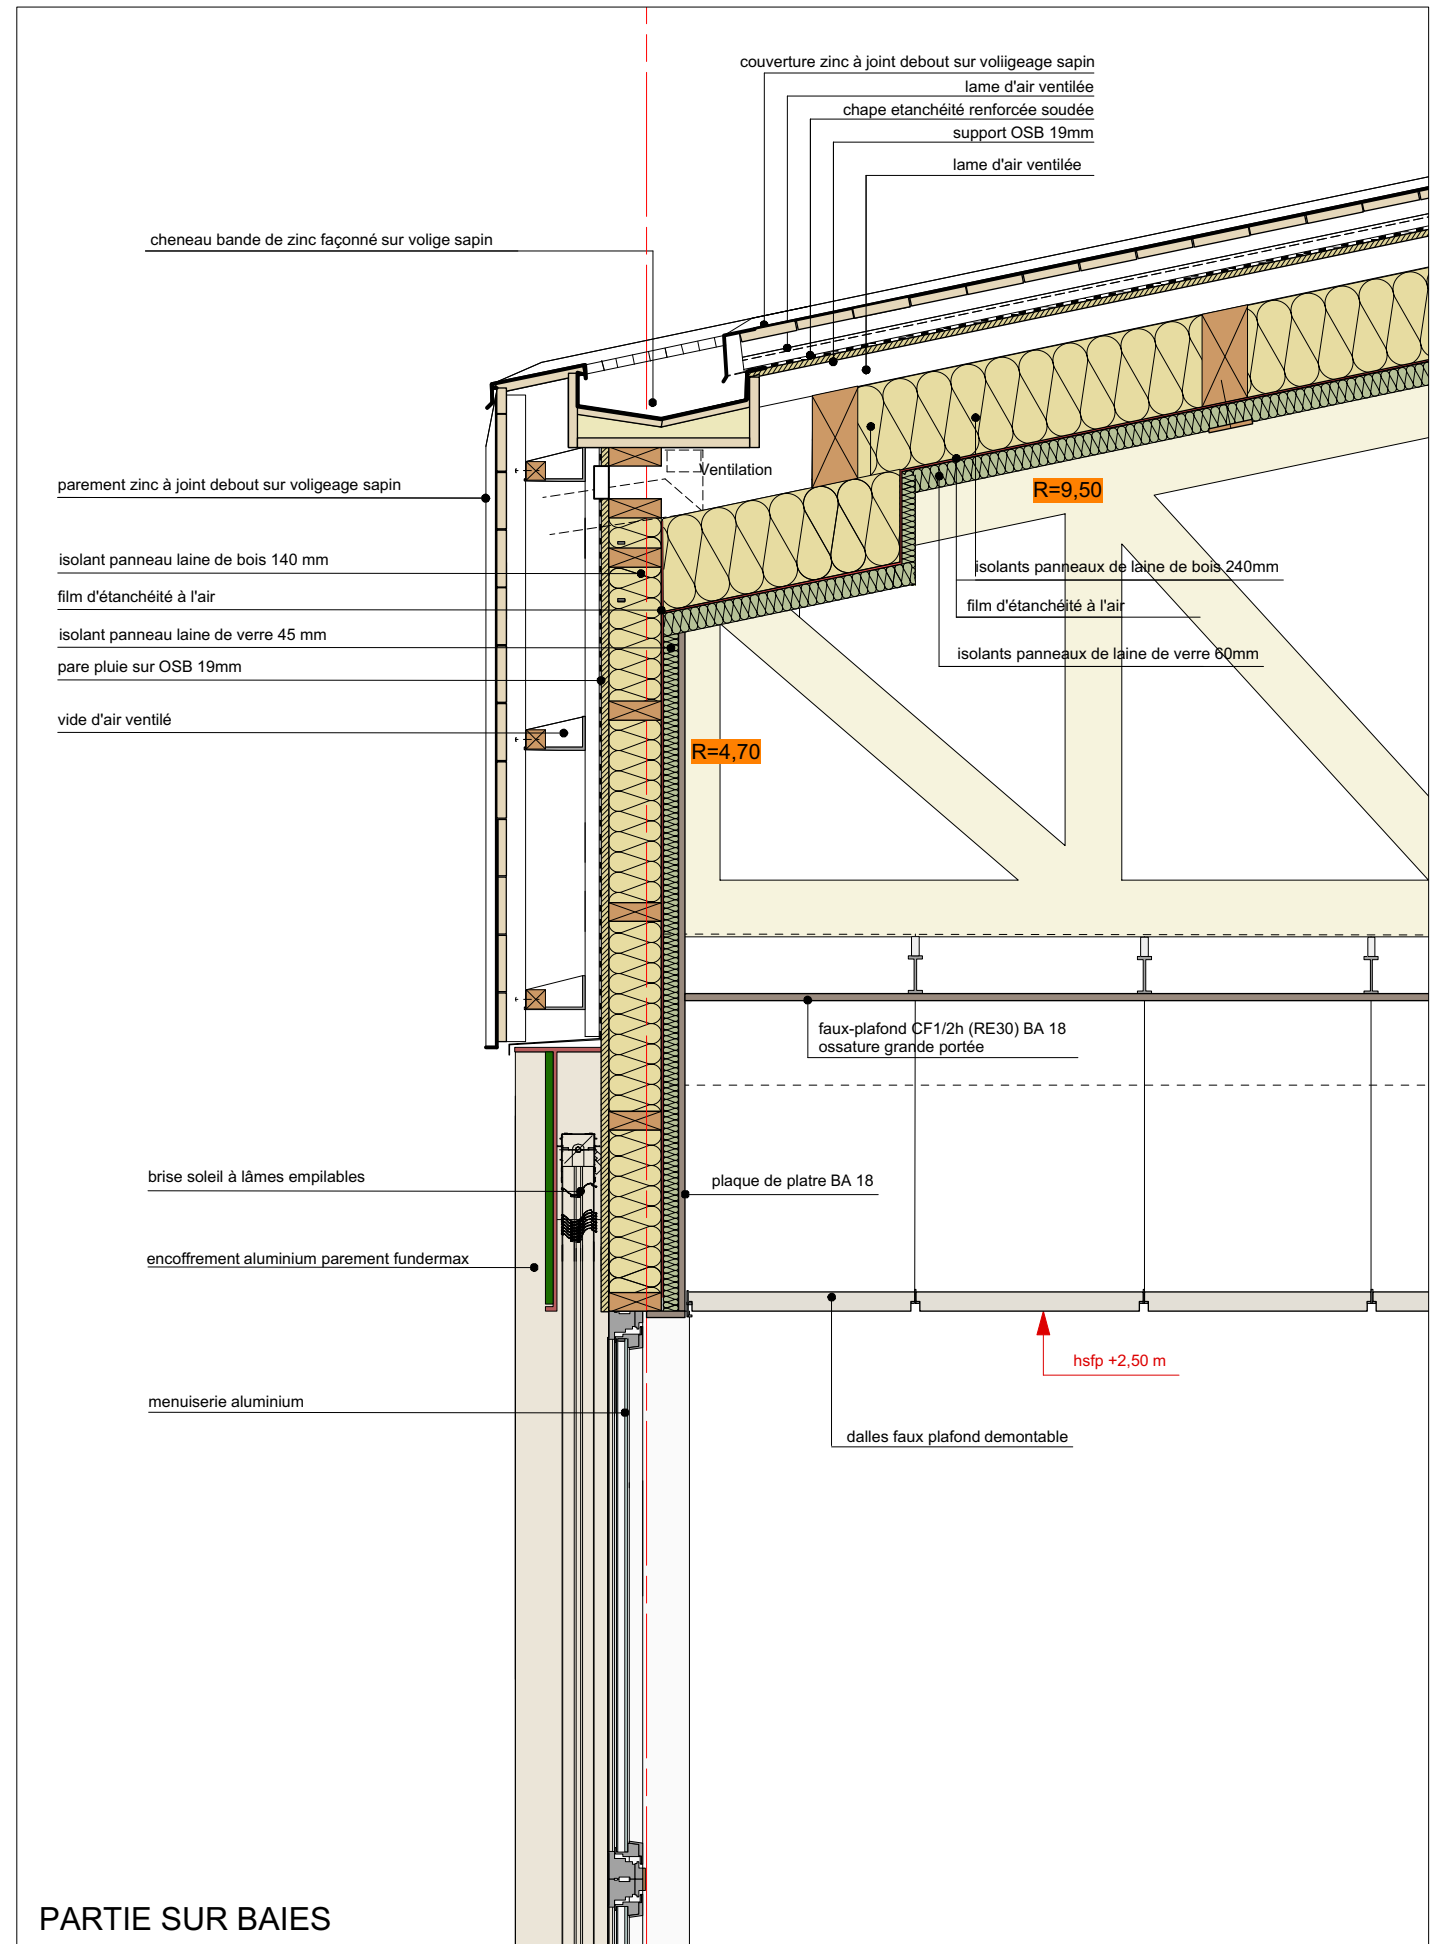 couverture zinc à joint debout sur voliigeage sapin
lame d'air ventilée
chape etanchéité renforcée soudée
support OSB 19mm
lame d'air ventilée
cheneau bande de zinc façonné sur volige sapin
Ventilation
parement zinc à joint debout sur voligeage sapin
R=9,50
isolant panneau laine de bois 140 mm
isolants panneaux de laine de bois 240mm
film d'étanchéité à l'air
film d'étanchéité à l'air
isolant panneau laine de verre 45 mm
isolants panneaux de laine de verre 60mm
pare pluie sur OSB 19mm
vide d'air ventilé
R=4,70
faux-plafond CF1/2h (RE30) BA 18
ossature grande portée
brise soleil à lâmes empilables
plaque de platre BA 18
encoffrement aluminium parement fundermax
hsfp +2,50 m
menuiserie aluminium
dalles faux plafond demontable
PARTIE SUR BAIES